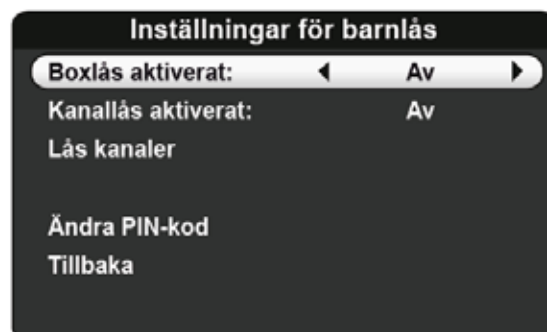 Inställningar för barnlås
Boxlås aktiverat: Av
Kanallås aktiverat: Av
Lås kanaler
Ändra PIN-kod
Tillbaka